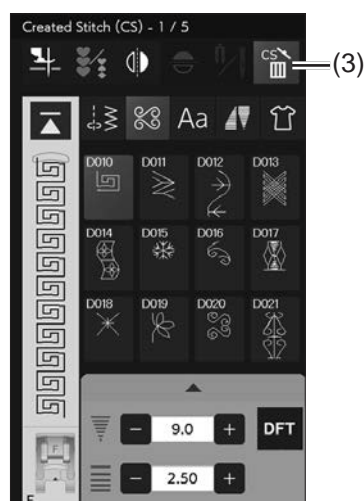 Created Stitch (CS) - 1 / 5
CS
(3)
Aa
D010 D011 D012 D013
D014 D015 D016 D017
D018 D019 D020 D021
- 9.0 + DFT
F
- 2.50 +
F